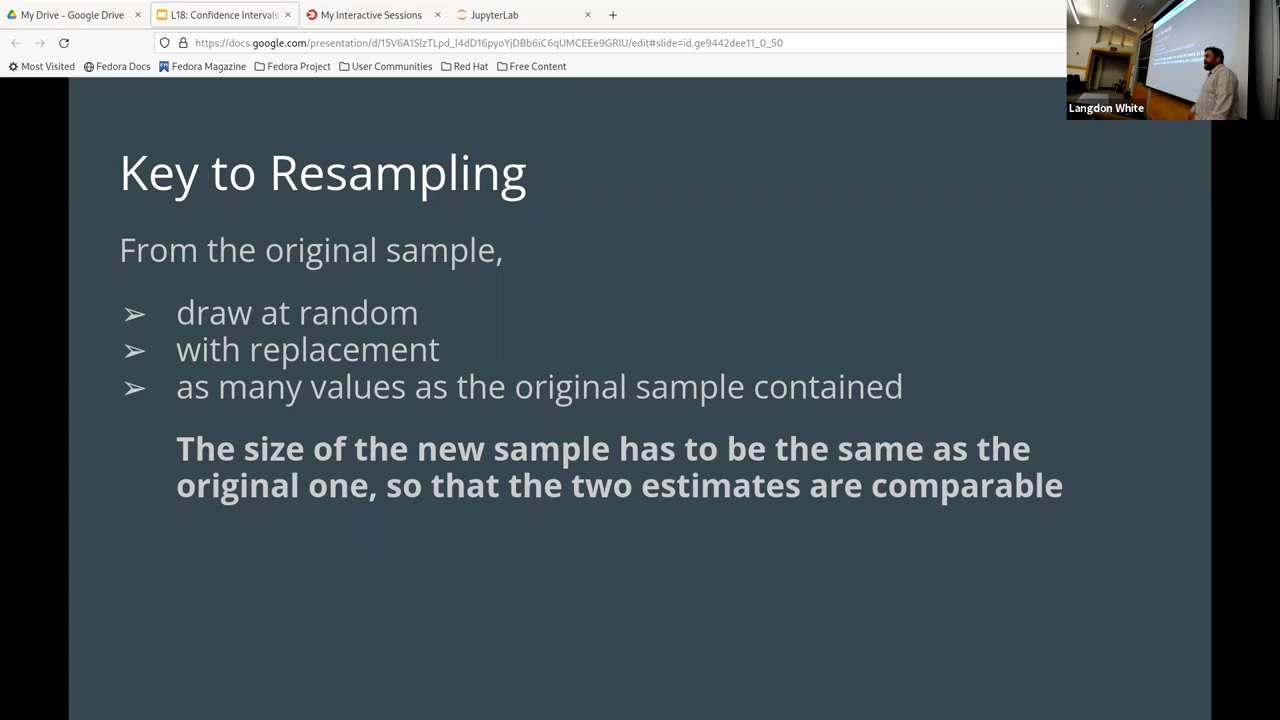 My Drive - Google Drive
L18: Confidence Intervals
My Interactive Sessions
JupyterLab
https://docs.google.com/presentation/d/15V6A1SlzTLpd_l4dD16pyoYjDBb6iC6qUMCEEe9GRIU/edit#slide=id.ge9442dee11_0_50
Most Visited
Fedora Docs
Fedora Magazine
Fedora Project
User Communities
Red Hat
Free Content
Langdon White
Key to Resampling
From the original sample,
➢ draw at random
➢ with replacement
➢ as many values as the original sample contained
The size of the new sample has to be the same as the
original one, so that the two estimates are comparable